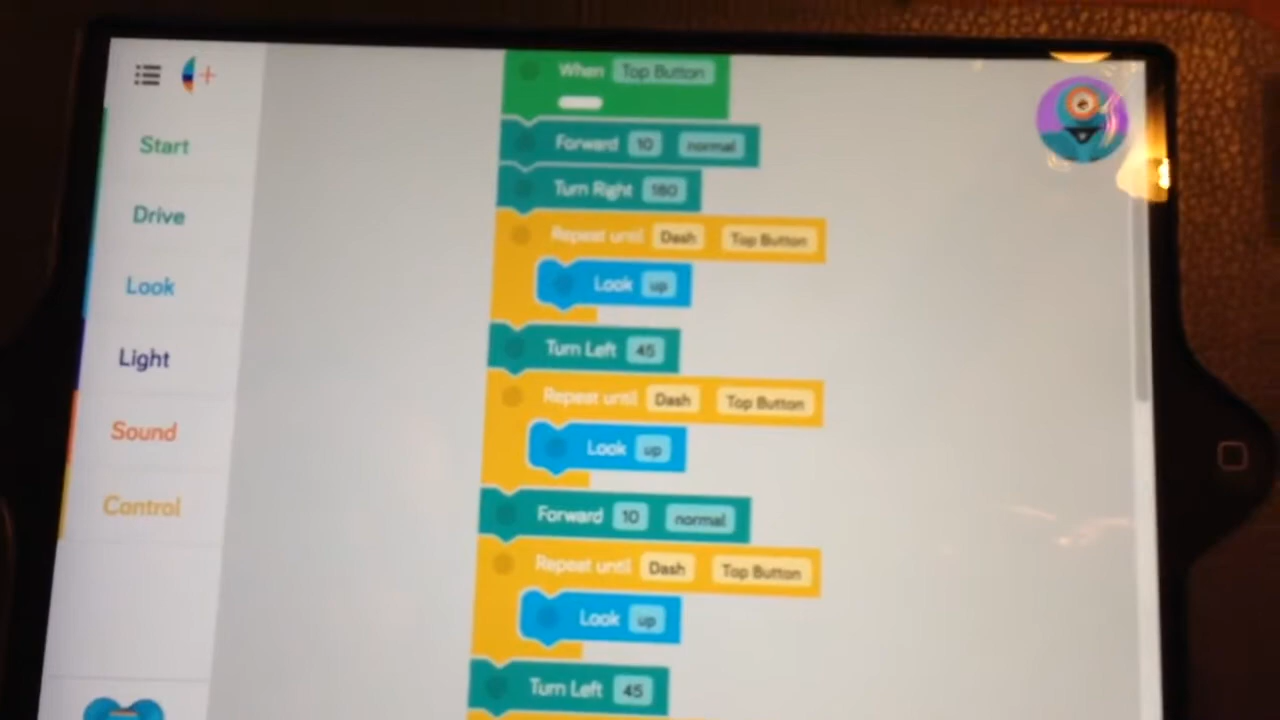 When Top Button
Forward 10 normal
Turn Right 180
Repeat until Dash Top Button
Look up
Turn Left 45
Repeat until Dash Top Button
Look up
Forward 10 normal
Repeat until Dash Top Button
Look up
Turn Left 45
Start
Drive
Look
Light
Sound
Control